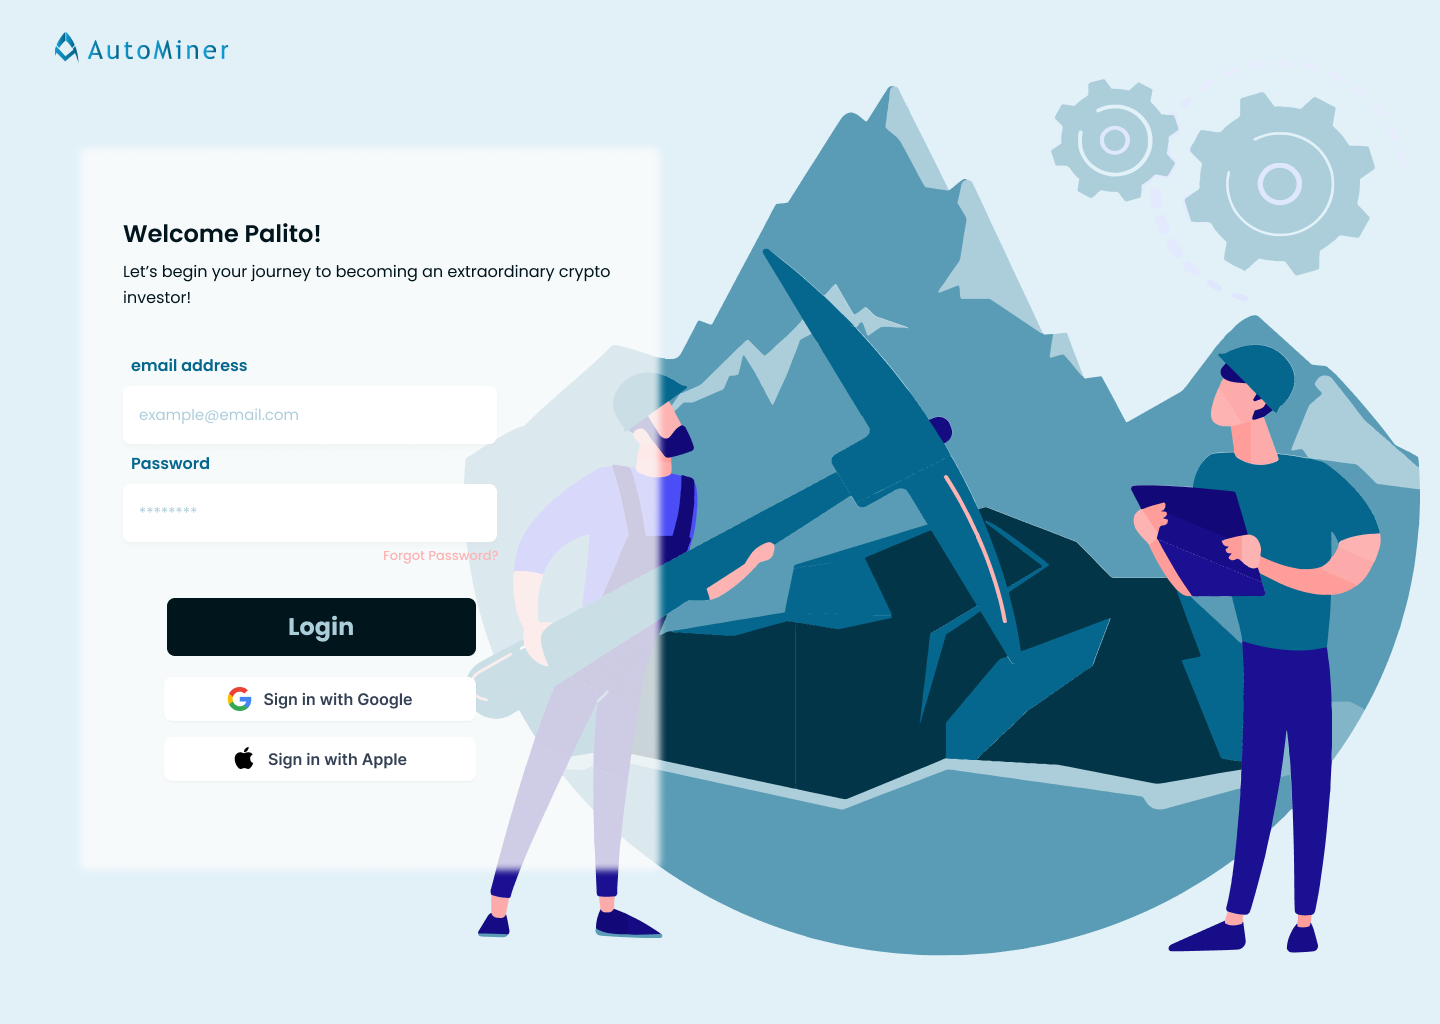 AutoMiner
Welcome Palito!
Let’s begin your journey to becoming an extraordinary crypto
investor!
email address
example@email.com
Password
********
Forgot Password?
Login
Sign in with Google
Sign in with Apple